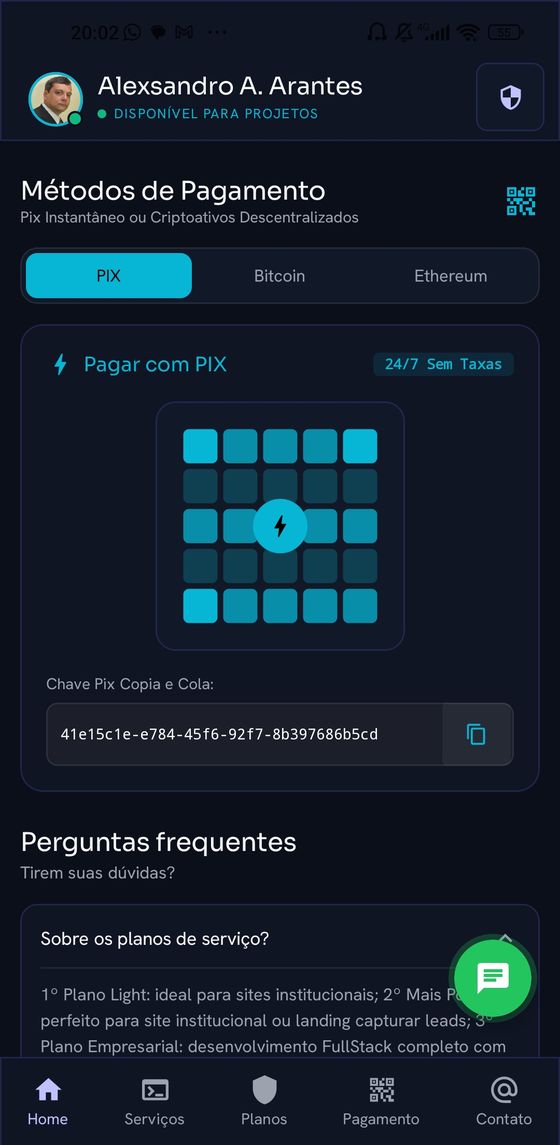 20:02
4G
55
Alexsandro A. Arantes
DISPONÍVEL PARA PROJETOS
Métodos de Pagamento
Pix Instantâneo ou Criptoativos Descentralizados
PIX
Bitcoin
Ethereum
Pagar com PIX
24/7 Sem Taxas
Chave Pix Copia e Cola:
41e15c1e-e784-45f6-92f7-8b397686b5cd
Perguntas frequentes
Tirem suas dúvidas?
Sobre os planos de serviço?
1º Plano Light: ideal para sites institucionais; 2º Mais
perfeito para site institucional ou landing capturar leads; 3º
Plano Empresarial: desenvolvimento FullStack completo com
Home
Serviços
Planos
Pagamento
Contato